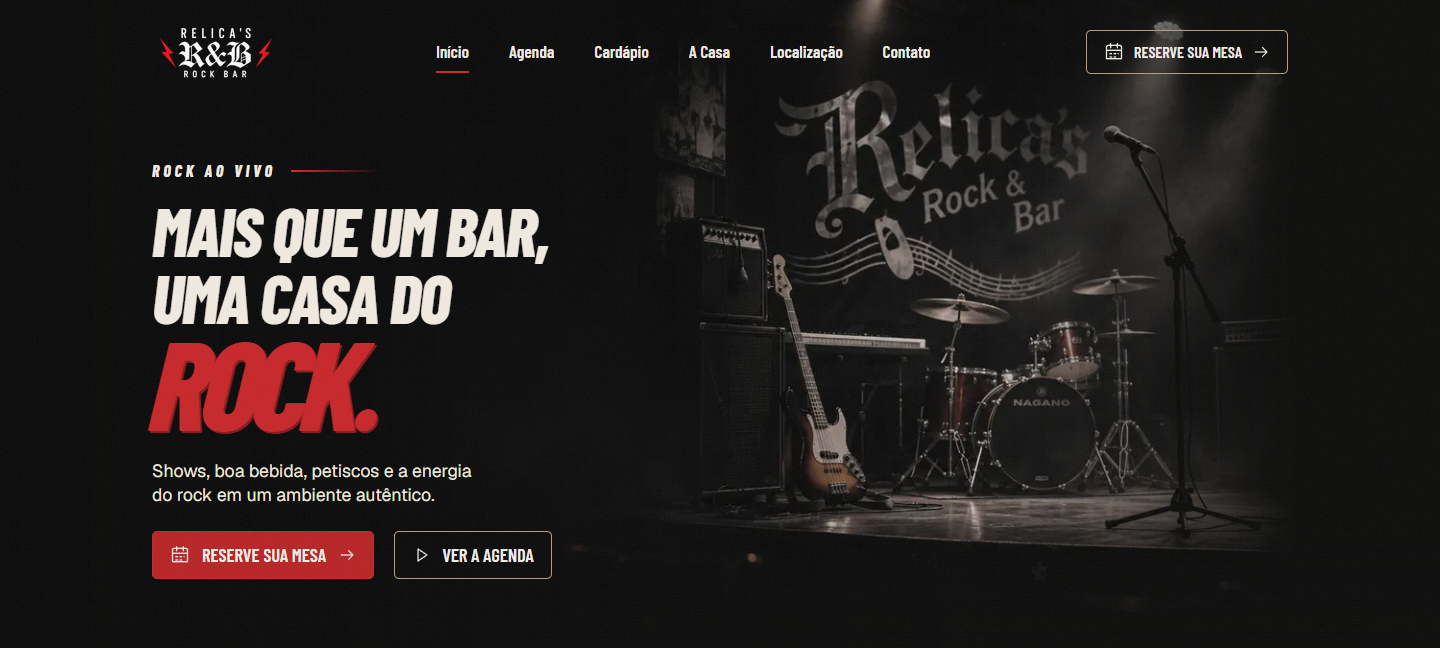 RELICA'S
R&B
ROCK BAR
Início
Agenda
Cardápio
A Casa
Localização
Contato
RESERVE SUA MESA
Relica's
Rock &
Bar
NAGANO
ROCK AO VIVO
MAIS QUE UM BAR,
UMA CASA DO
ROCK.
Shows, boa bebida, petiscos e a energia
do rock em um ambiente autêntico.
RESERVE SUA MESA
VER A AGENDA